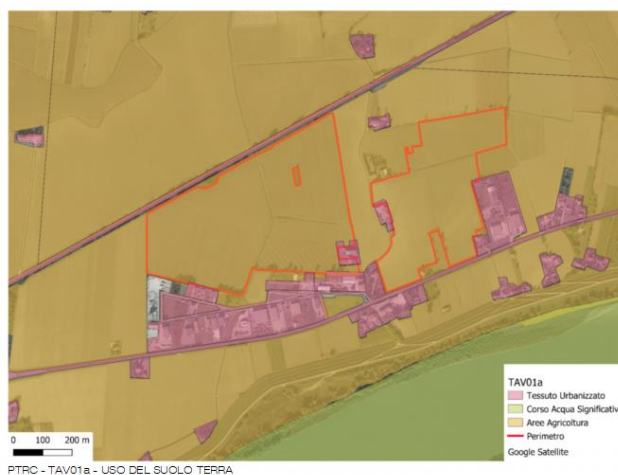 TAV01a
Tessuto Urbanizzato
Corso Acqua Significativ
Aree Agricoltura
Perimetro
Google Satellite
0 100 200 m
PTRC - TAV01a - USO DEL SUOLO TERRA